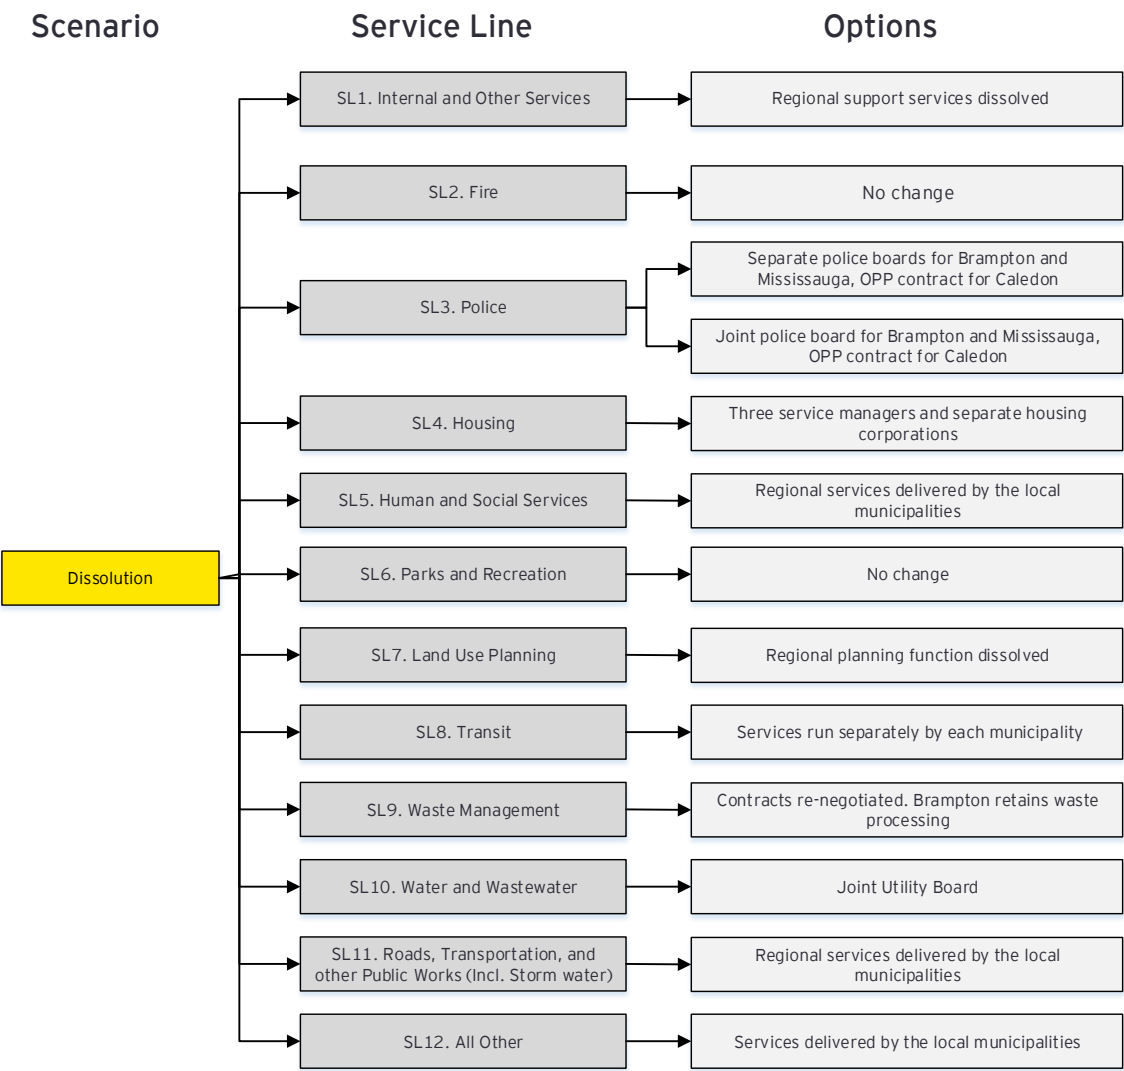 Scenario
Service Line
Options
SL1. Internal and Other Services
Regional support services dissolved
SL2. Fire
No change
SL3. Police
Separate police boards for Brampton and
Mississauga, OPP contract for Caledon
Joint police board for Brampton and Mississauga,
OPP contract for Caledon
SL4. Housing
Three service managers and separate housing
corporations
SL5. Human and Social Services
Regional services delivered by the local
municipalities
Dissolution
SL6. Parks and Recreation
No change
SL7. Land Use Planning
Regional planning function dissolved
SL8. Transit
Services run separately by each municipality
SL9. Waste Management
Contracts re-negotiated. Brampton retains waste
processing
SL10. Water and Wastewater
Joint Utility Board
SL11. Roads, Transportation, and
other Public Works (Incl. Storm water)
Regional services delivered by the local
municipalities
SL12. All Other
Services delivered by the local municipalities